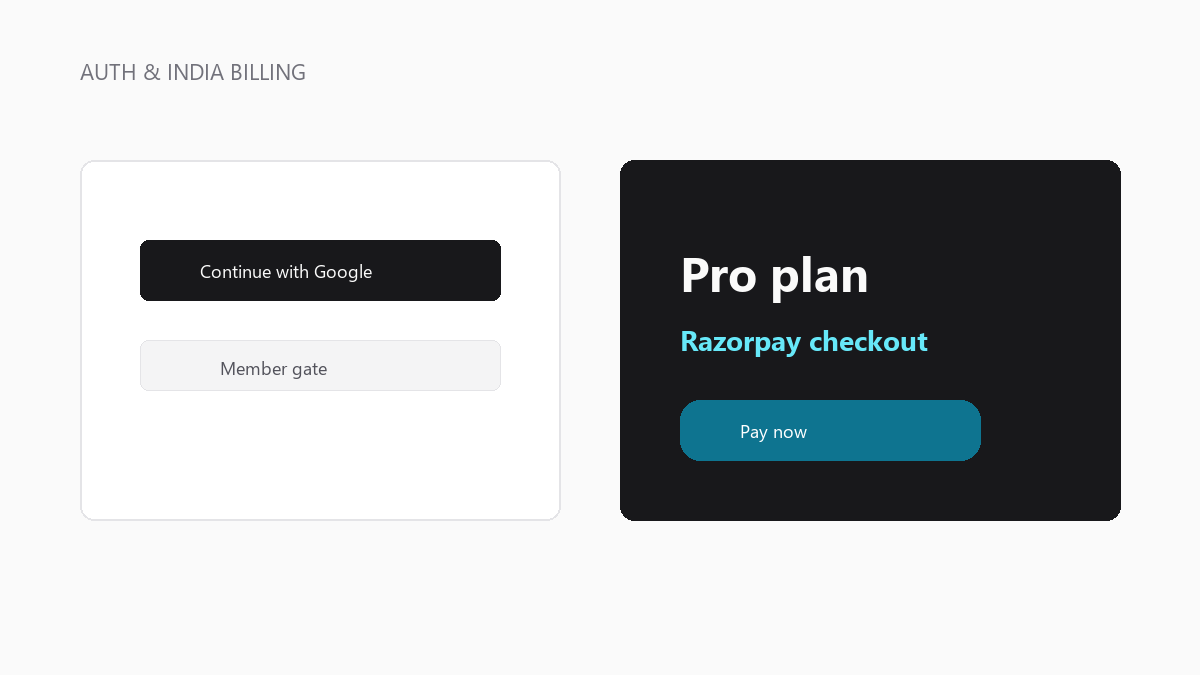 AUTH & INDIA BILLING
Continue with Google
Member gate
Pro plan
Razorpay checkout
Pay now